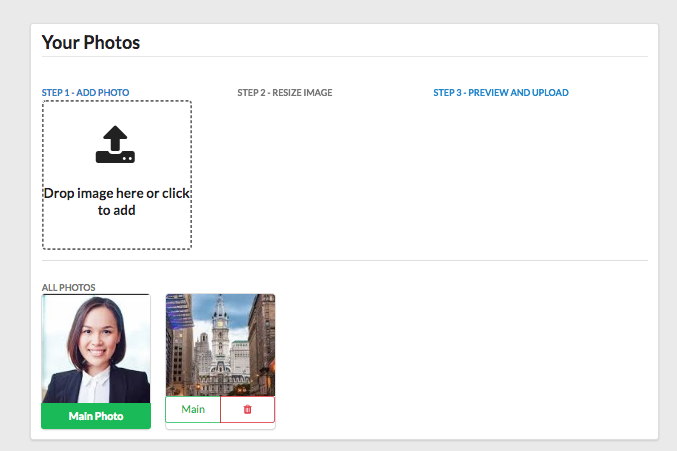 Your Photos
STEP 1 - ADD PHOTO
STEP 2 - RESIZE IMAGE
STEP 3 - PREVIEW AND UPLOAD
Drop image here or click
to add
ALL PHOTOS
Main Photo
Main